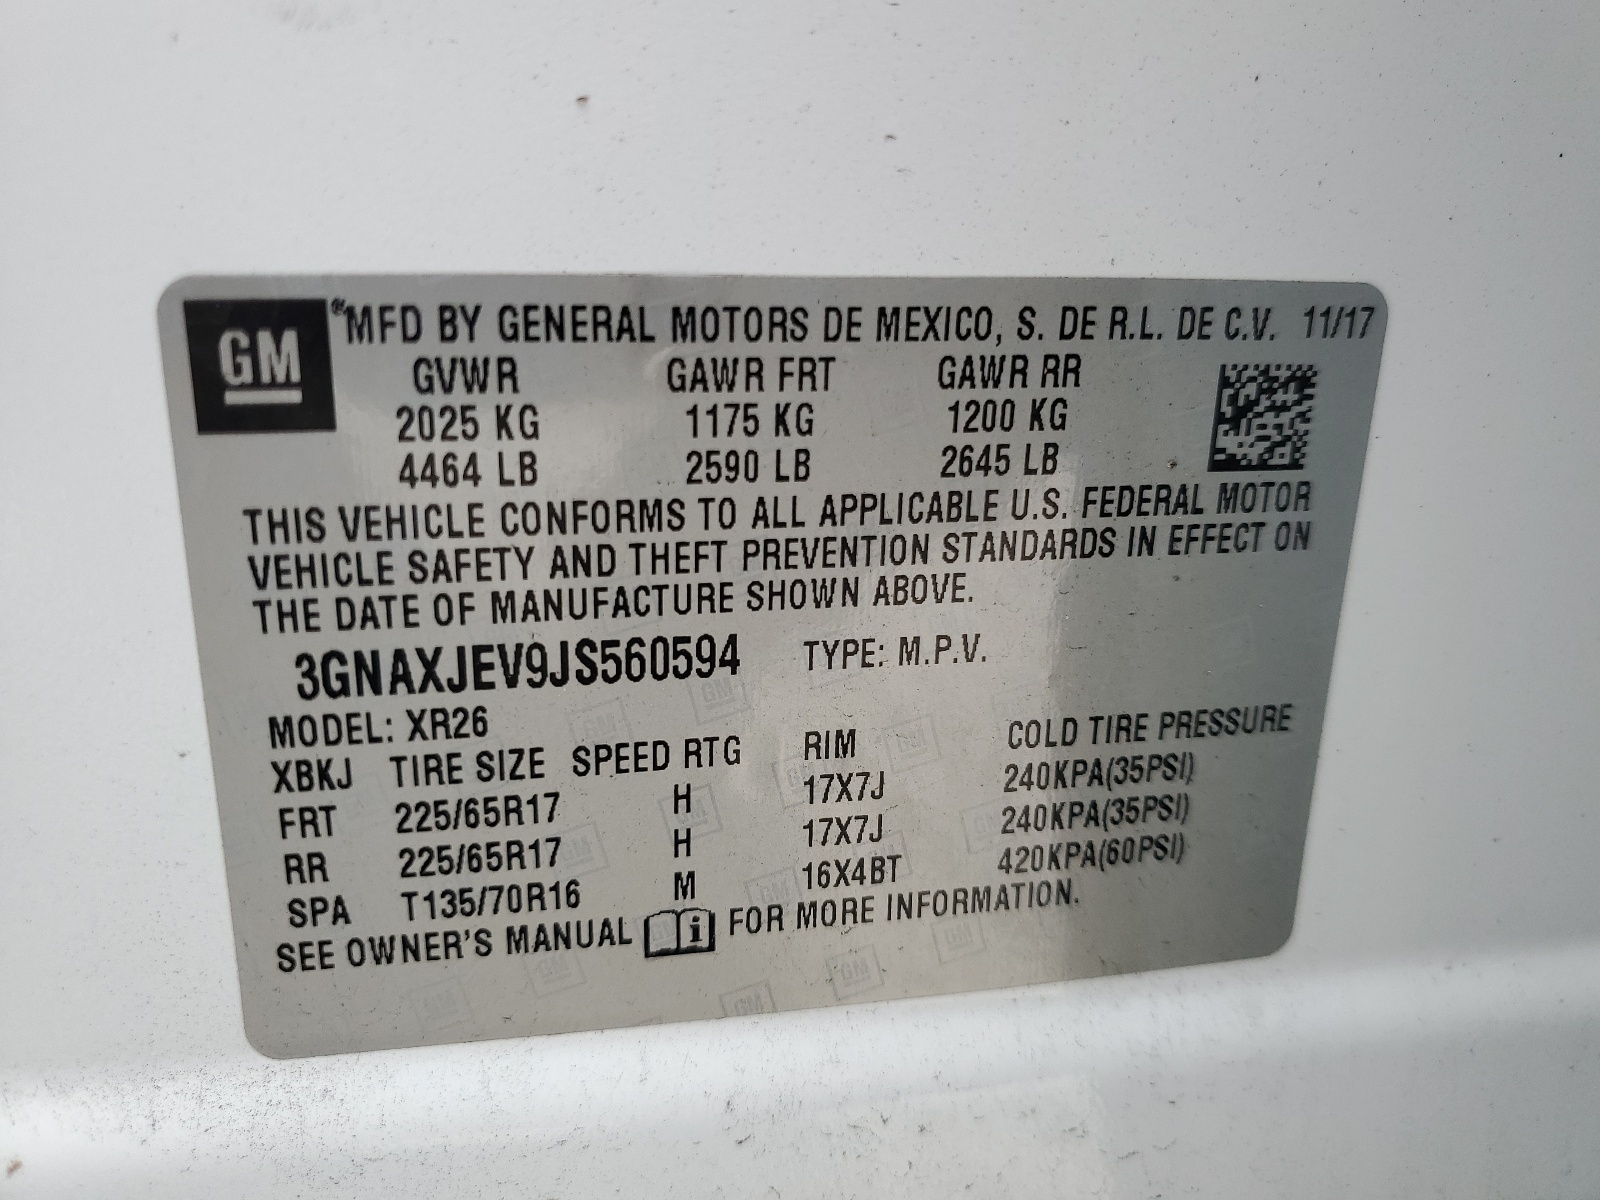 GM
MFD BY GENERAL MOTORS DE MEXICO, S. DE R.L. DE C.V. 11/17
GVWR GAWR FRT GAWR RR
2025 KG 1175 KG 1200 KG
4464 LB 2590 LB 2645 LB
THIS VEHICLE CONFORMS TO ALL APPLICABLE U.S. FEDERAL MOTOR
VEHICLE SAFETY AND THEFT PREVENTION STANDARDS IN EFFECT ON
THE DATE OF MANUFACTURE SHOWN ABOVE.
3GNAXJEV9JS560594 TYPE: M.P.V.
MODEL: XR26
XBKJ TIRE SIZE SPEED RTG RIM COLD TIRE PRESSURE
FRT 225/65R17 H 17X7J 240KPA(35PSI)
RR 225/65R17 H 17X7J 240KPA(35PSI)
SPA T135/70R16 M 16X4BT 420KPA(60PSI)
SEE OWNER'S MANUAL i FOR MORE INFORMATION.